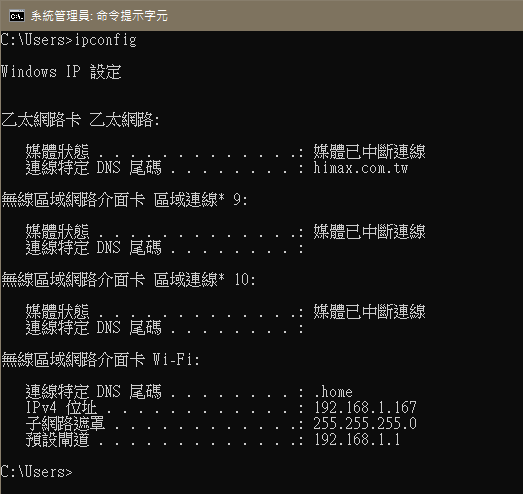 系統管理員: 命令提示字元
C:\Users>ipconfig
Windows IP 設定
乙太網路卡 乙太網路:
媒體狀態 . . . . . . . . . . . . .: 媒體已中斷連線
連線特定 DNS 尾碼 . . . . . . . . : himax.com.tw
無線區域網路介面卡 區域連線* 9:
媒體狀態 . . . . . . . . . . . . .: 媒體已中斷連線
連線特定 DNS 尾碼 . . . . . . . . :
無線區域網路介面卡 區域連線* 10:
媒體狀態 . . . . . . . . . . . . .: 媒體已中斷連線
連線特定 DNS 尾碼 . . . . . . . . :
無線區域網路介面卡 Wi-Fi:
連線特定 DNS 尾碼 . . . . . . . . : .home
IPv4 位址 . . . . . . . . . . . . : 192.168.1.167
子網路遮罩 . . . . . . . . . . . .: 255.255.255.0
預設閘道 . . . . . . . . . . . . .: 192.168.1.1
C:\Users>